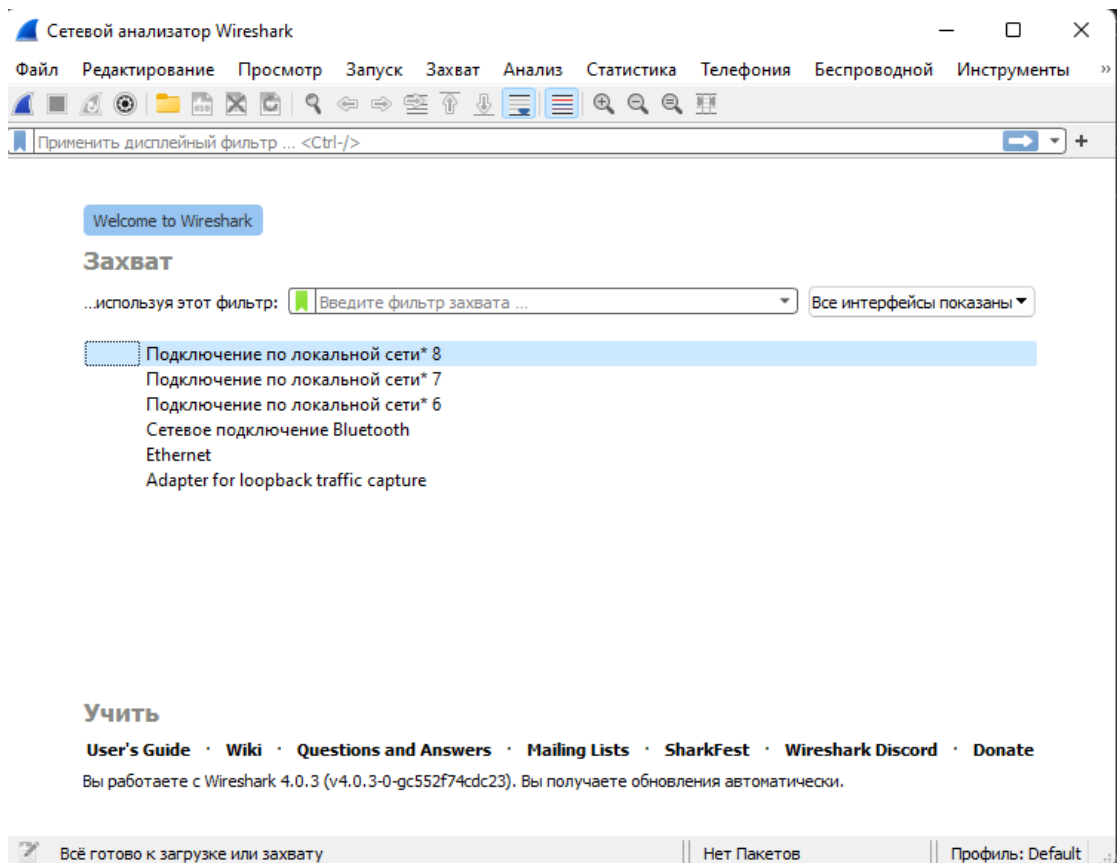 Сетевой анализатор Wireshark
Файл Редактирование Просмотр Запуск Захват Анализ Статистика Телефония Беспроводной Инструменты »
Применить дисплейный фильтр ... <Ctrl-/>
Welcome to Wireshark
Захват
...используя этот фильтр: Введите фильтр захвата ... Все интерфейсы показаны
Подключение по локальной сети* 8
Подключение по локальной сети* 7
Подключение по локальной сети* 6
Сетевое подключение Bluetooth
Ethernet
Adapter for loopback traffic capture
Учить
User's Guide · Wiki · Questions and Answers · Mailing Lists · SharkFest · Wireshark Discord · Donate
Вы работаете с Wireshark 4.0.3 (v4.0.3-0-gc552f74cdc23). Вы получаете обновления автоматически.
Всё готово к загрузке или захвату Нет Пакетов Профиль: Default